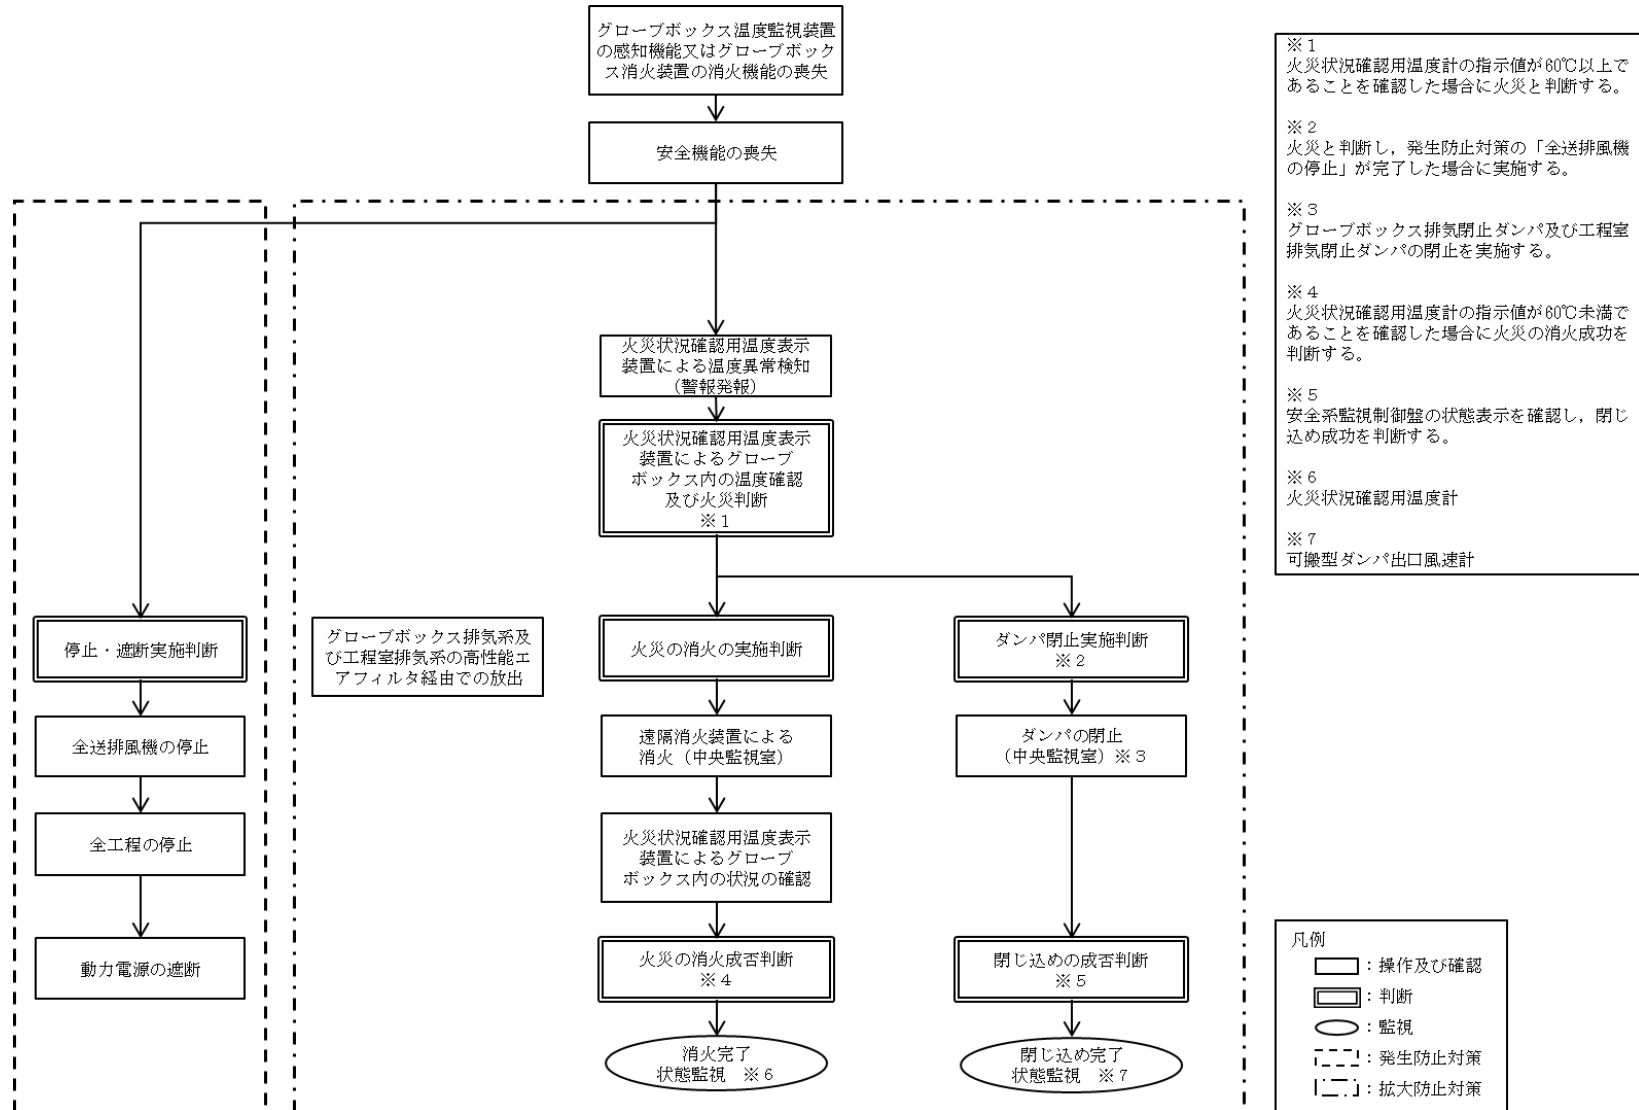 グローブボックス温度監視装置
の感知機能又はグローブボック
ス消火装置の消火機能の喪失
安全機能の喪失
火災状況確認用温度表示
装置による温度異常検知
(警報発報)
火災状況確認用温度表示
装置によるグローブ
ボックス内の温度確認
及び火災判断
※1
停止・遮断実施判断
全送排風機の停止
全工程の停止
動力電源の遮断
グローブボックス排気系及
び工程室排気系の高性能エ
アフィルタ経由での放出
火災の消火の実施判断
遠隔消火装置による
消火(中央監視室)
火災状況確認用温度表示
装置によるグローブ
ボックス内の状況の確認
火災の消火成否判断
※4
消火完了
状態監視 ※6
ダンパ閉止実施判断
※2
ダンパの閉止
(中央監視室)※3
閉じ込めの成否判断
※5
閉じ込め完了
状態監視 ※7
※1
火災状況確認用温度計の指示値が60℃以上で
あることを確認した場合に火災と判断する。
※2
火災と判断し,発生防止対策の「全送排風機
の停止」が完了した場合に実施する。
※3
グローブボックス排気閉止ダンパ及び工程室
排気閉止ダンパの閉止を実施する。
※4
火災状況確認用温度計の指示値が60℃未満で
あることを確認した場合に火災の消火成功を
判断する。
※5
安全系監視制御盤の状態表示を確認し,閉じ
込め成功を判断する。
※6
火災状況確認用温度計
※7
可搬型ダンパ出口風速計
凡例
:操作及び確認
:判断
:監視
:発生防止対策
:拡大防止対策